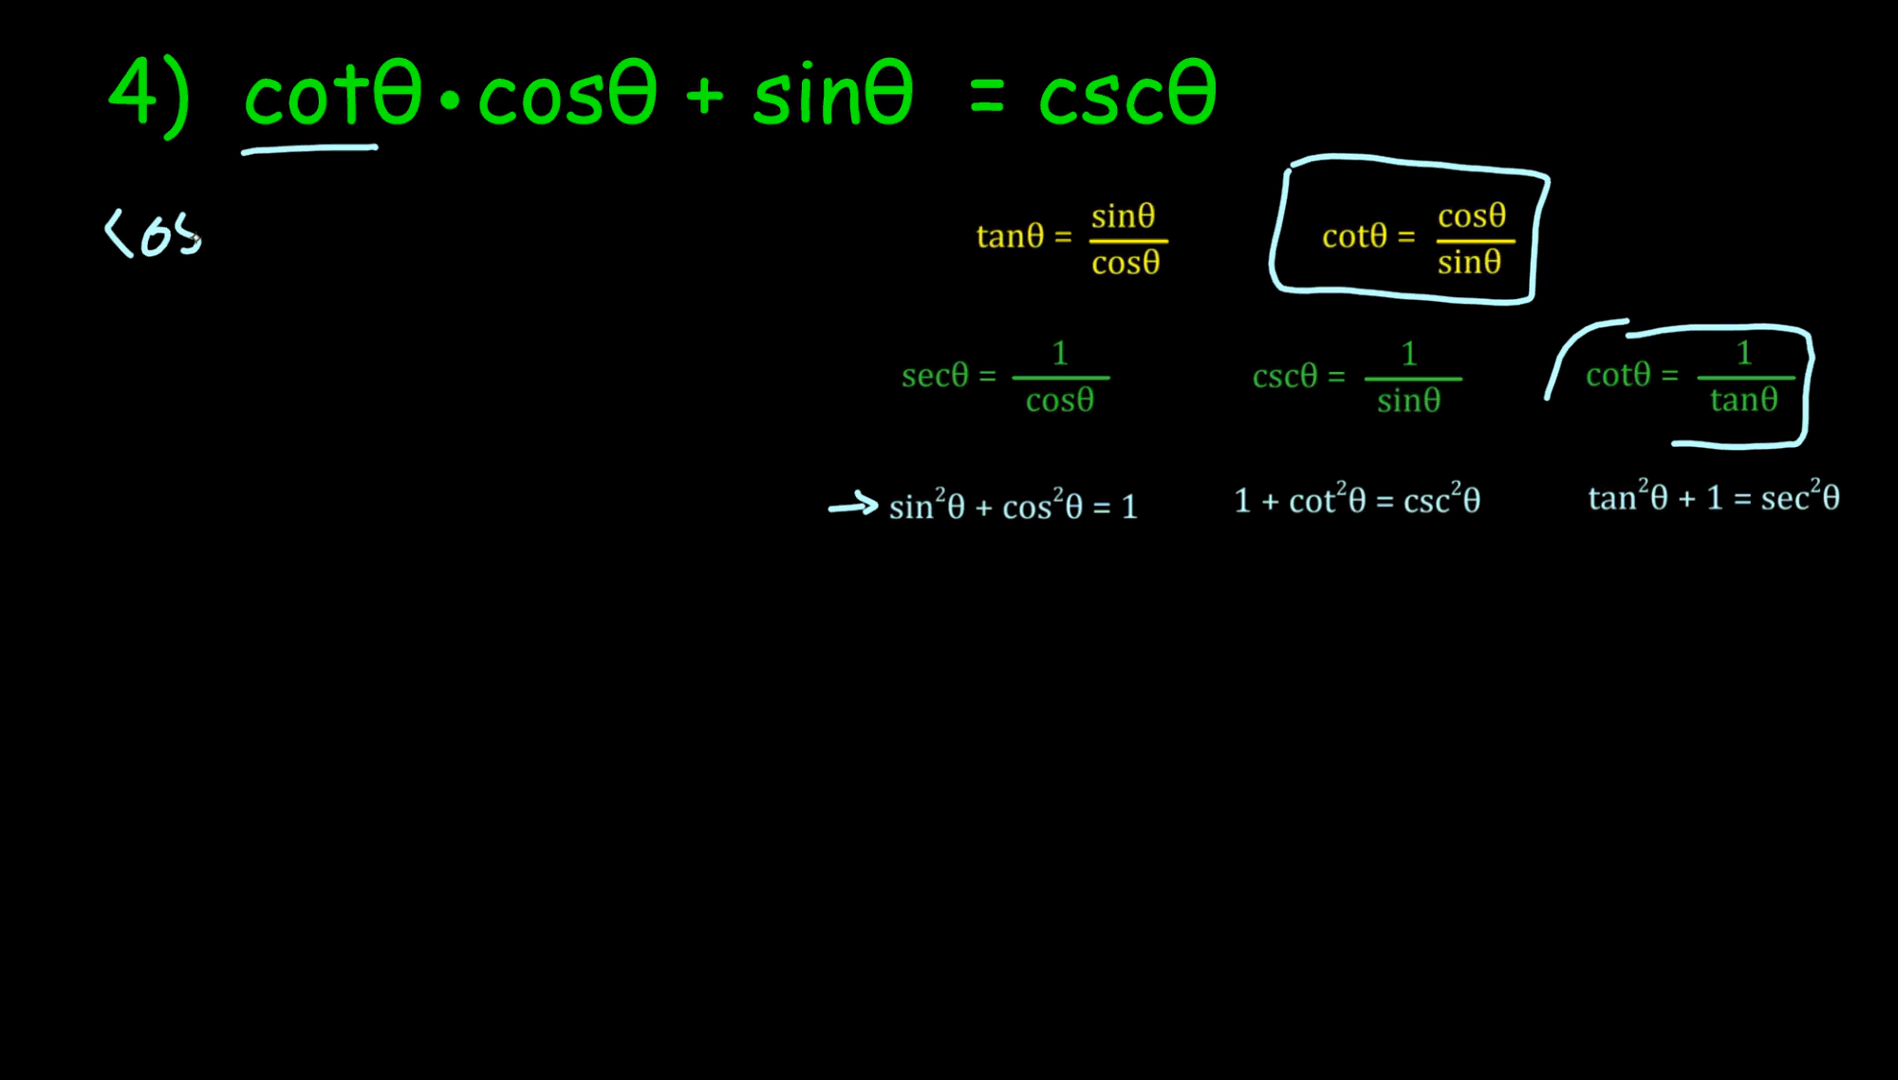 4) cotθ • cosθ + sinθ = cscθ
cos
tanθ = sinθ/cosθ cotθ = cosθ/sinθ
secθ = 1/cosθ cscθ = 1/sinθ cotθ = 1/tanθ
→ sin²θ + cos²θ = 1 1 + cot²θ = csc²θ tan²θ + 1 = sec²θ